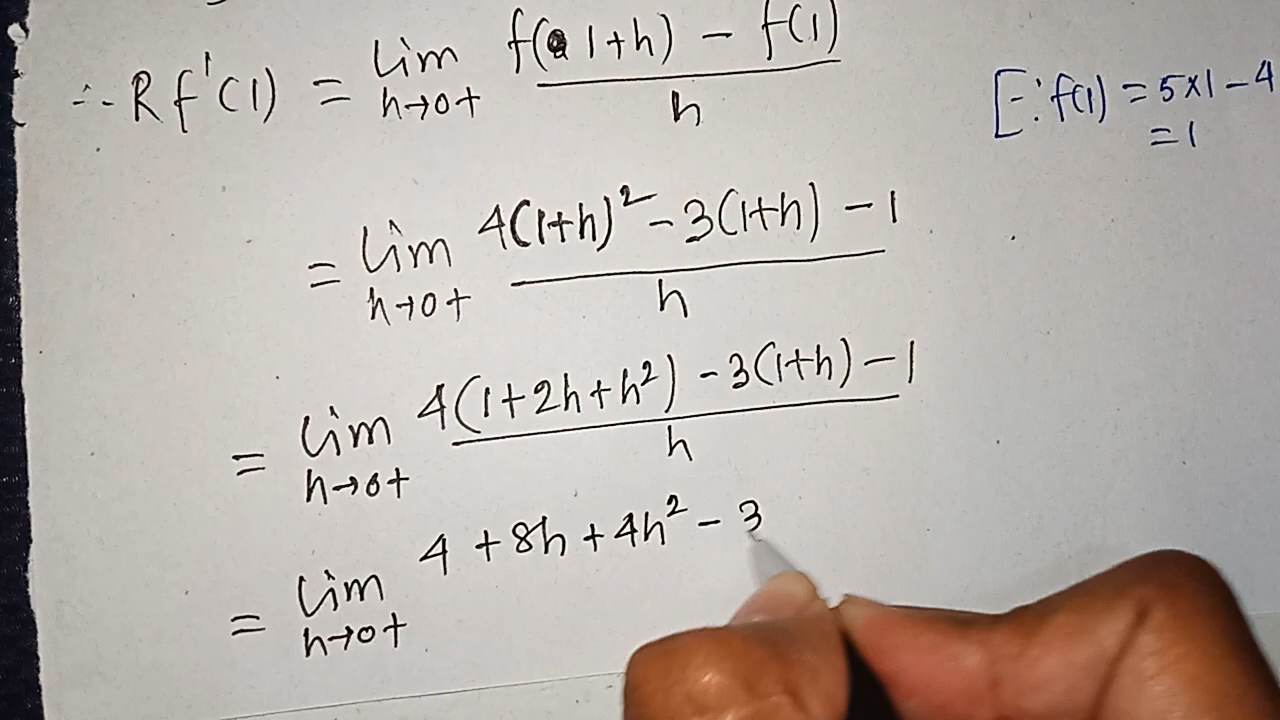 ∴ Rf'(1) = lim h→0+ f(1+h) − f(1) / h
[∵ f(1) = 5×1−4
= 1
= lim h→0+ 4(1+h)² − 3(1+h) − 1 / h
= lim h→0+ 4(1+2h+h²) − 3(1+h) − 1 / h
= lim h→0+ 4 + 8h + 4h² − 3